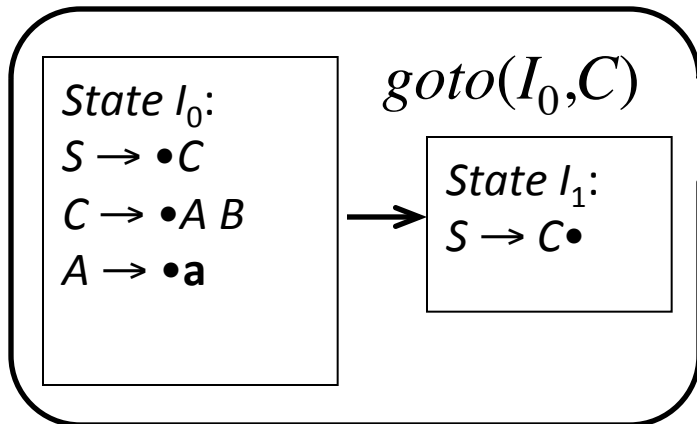 State I₀:
S → •C
C → •A B
A → •a
goto(I₀,C)
State I₁:
S → C•